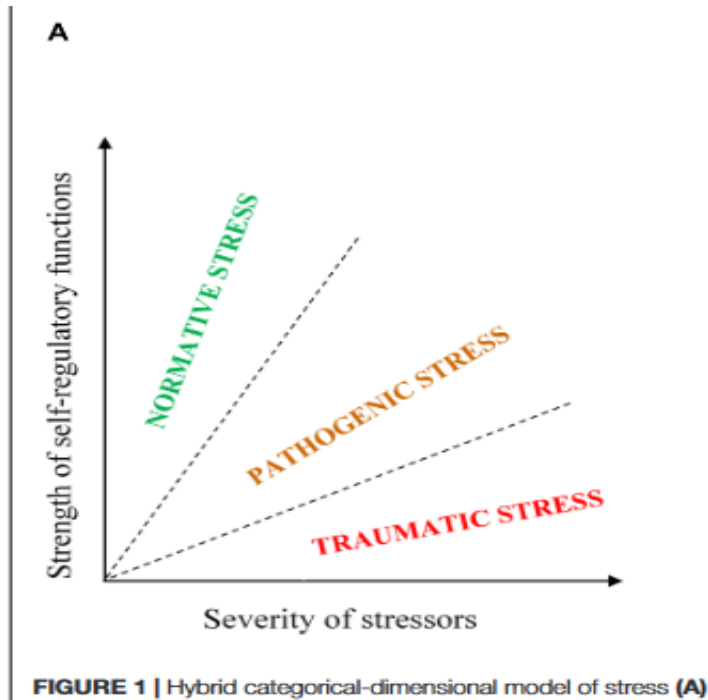 A
Strength of self-regulatory functions
NORMATIVE STRESS
PATHOGENIC STRESS
TRAUMATIC STRESS
Severity of stressors
FIGURE 1 | Hybrid categorical-dimensional model of stress (A)